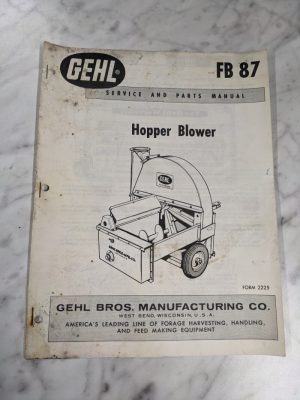 GEHL®
FB 87
SERVICE AND PARTS MANUAL
Hopper Blower
GEHL
FORM 2225
GEHL BROS. MANUFACTURING CO.
WEST BEND, WISCONSIN, U.S.A.
AMERICA'S LEADING LINE OF FORAGE HARVESTING, HANDLING,
AND FEED MAKING EQUIPMENT